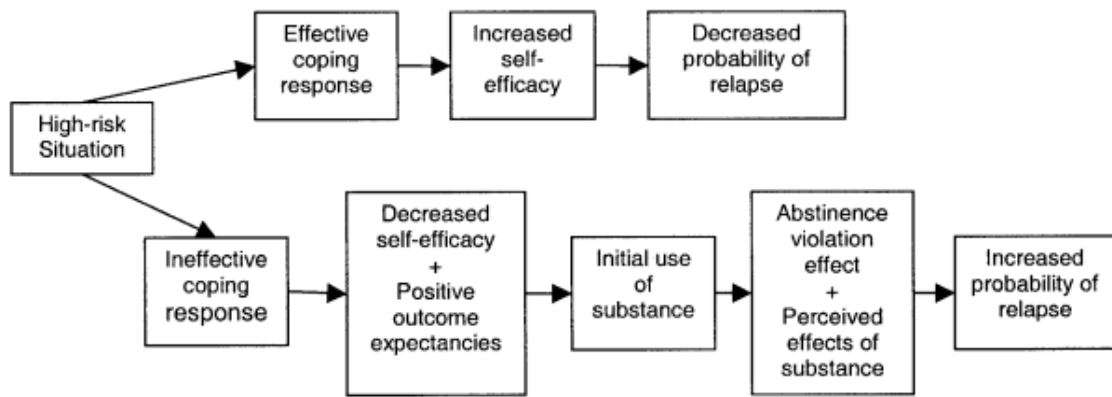 High-risk
Situation
Effective
coping
response
Increased
self-
efficacy
Decreased
probability of
relapse
Ineffective
coping
response
Decreased
self-efficacy
+
Positive
outcome
expectancies
Initial use
of
substance
Abstinence
violation
effect
+
Perceived
effects of
substance
Increased
probability of
relapse